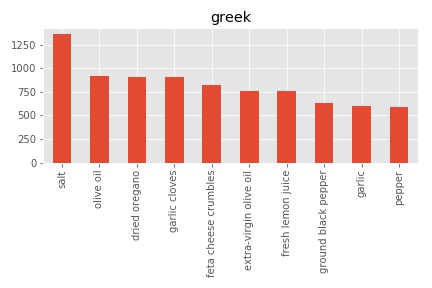 greek
1250
1000
750
500
250
0
salt
olive oil
dried oregano
garlic cloves
feta cheese crumbles
extra-virgin olive oil
fresh lemon juice
ground black pepper
garlic
pepper